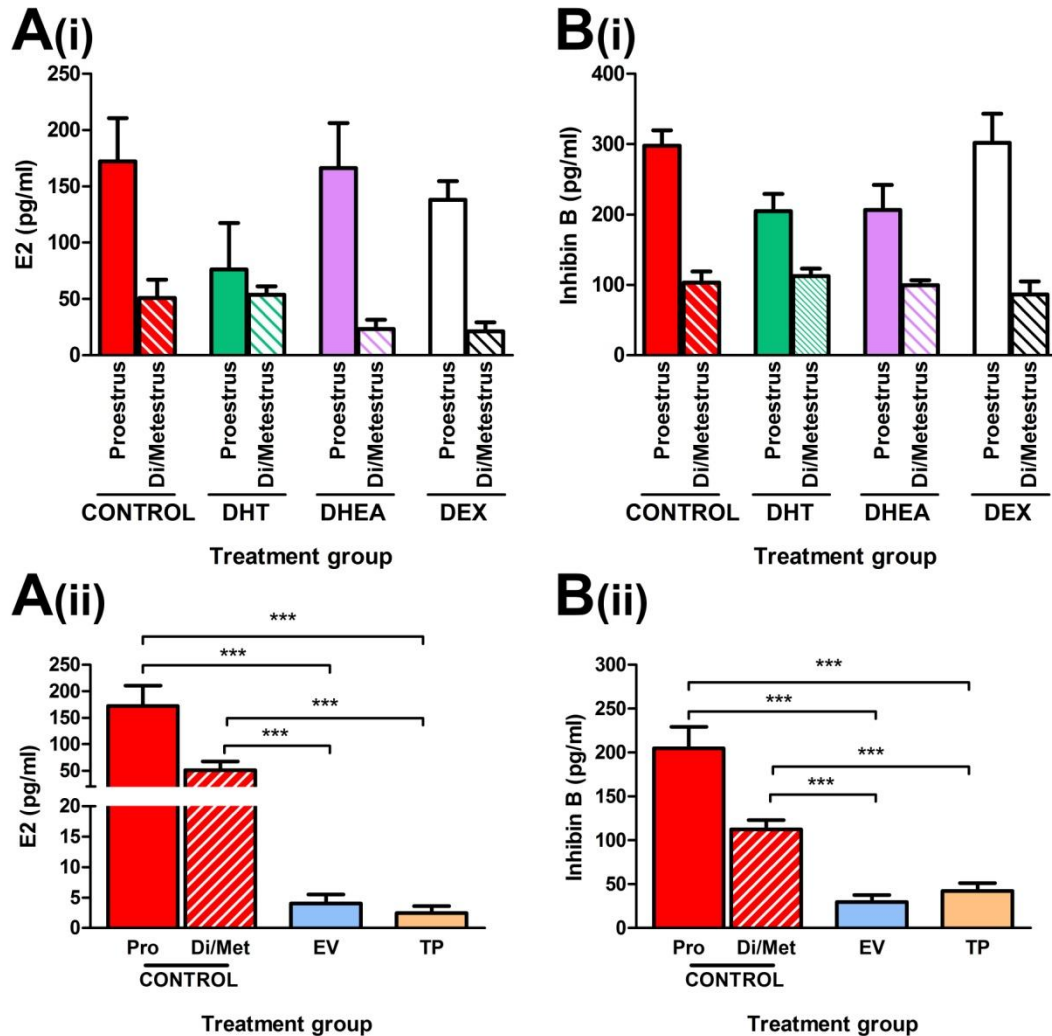 A(i)
E2 (pg/ml)
250
200
150
100
50
0
Proestrus
Di/Metestrus
Proestrus
Di/Metestrus
Proestrus
Di/Metestrus
Proestrus
Di/Metestrus
CONTROL DHT DHEA DEX
Treatment group
B(i)
Inhibin B (pg/ml)
400
300
200
100
0
Proestrus
Di/Metestrus
Proestrus
Di/Metestrus
Proestrus
Di/Metestrus
Proestrus
Di/Metestrus
CONTROL DHT DHEA DEX
Treatment group
A(ii)
***
***
***
***
E2 (pg/ml)
250
200
150
100
50
20
15
10
5
0
Pro Di/Met EV TP
CONTROL
Treatment group
B(ii)
***
***
***
***
Inhibin B (pg/ml)
300
250
200
150
100
50
0
Pro Di/Met EV TP
CONTROL
Treatment group